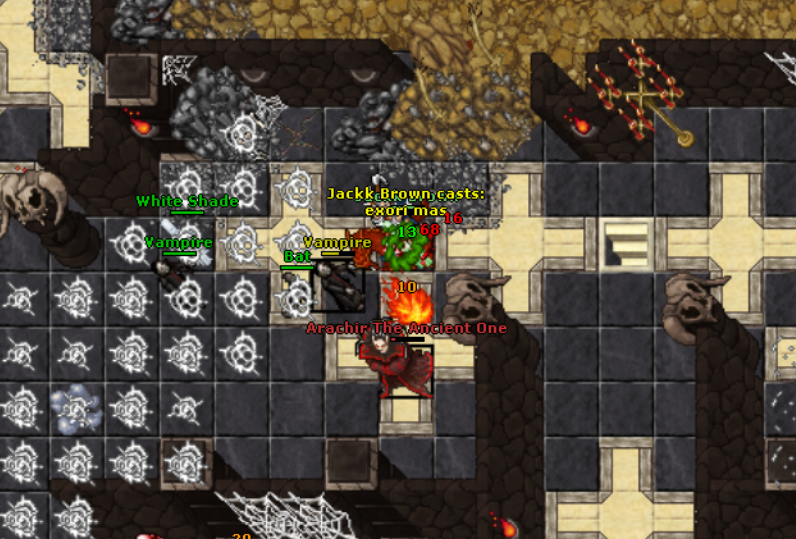 Jackk Brown casts:
exori mas
White Shade
16
68
13
Vampire
Vampire
Bat
10
Arachir The Ancient One